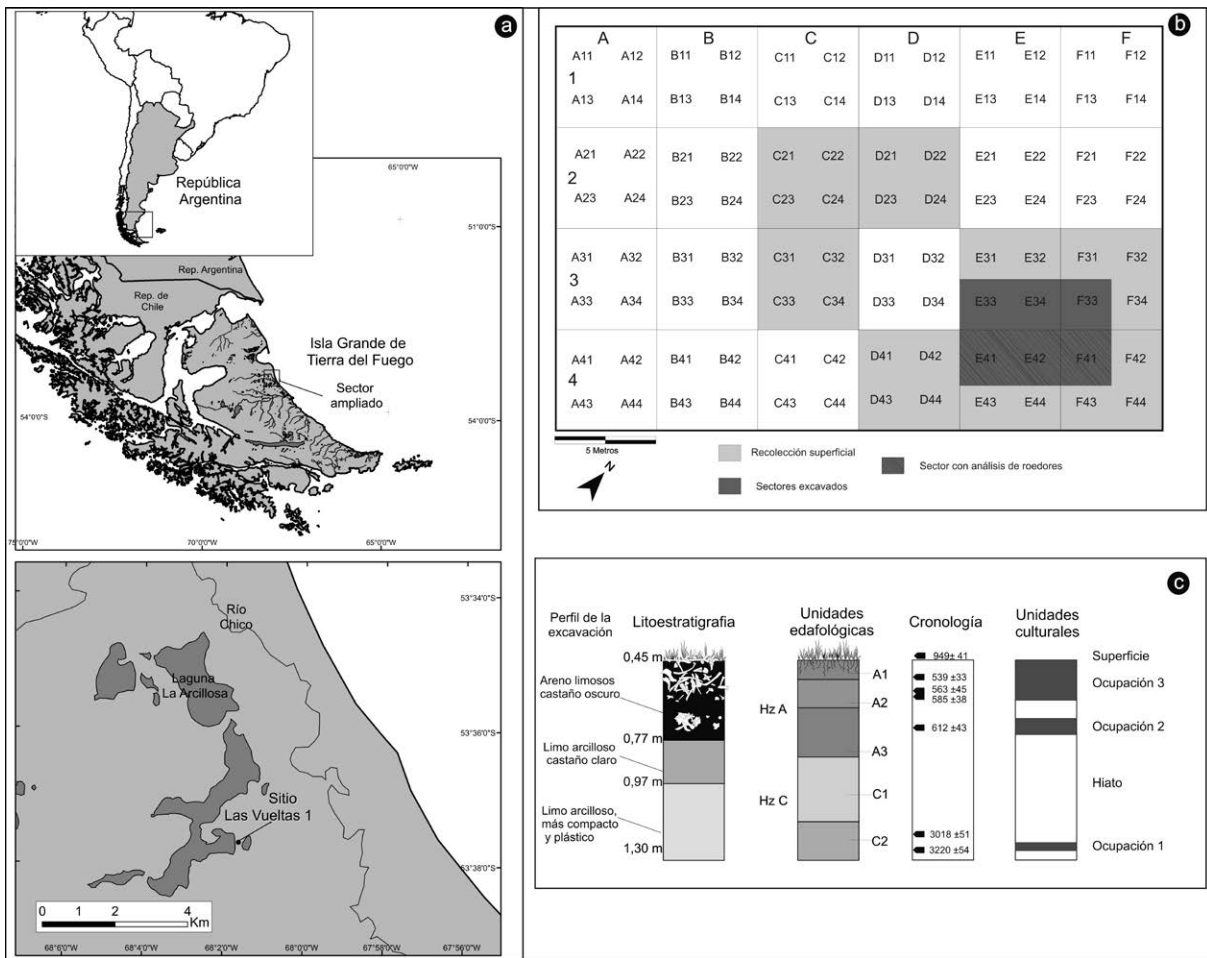 a
República
Argentina
65°0'0"W
51°0'0"S
Rep. Argentina
Rep. de
Chile
Isla Grande de
Tierra del Fuego
Sector
ampliado
54°0'0"S
54°0'0"S
75°0'0"W
70°0'0"W
65°0'0"W
Río
Chico
53°34'0"S
Laguna
La Arcillosa
53°36'0"S
Sitio
Las Vueltas 1
53°38'0"S
0 1 2 4
Km
68°6'0"W 68°4'0"W 68°2'0"W 68°0'0"W 67°58'0"W 67°56'0"W
b
A B C D E F
A11 A12 B11 B12 C11 C12 D11 D12 E11 E12 F11 F12
1
A13 A14 B13 B14 C13 C14 D13 D14 E13 E14 F13 F14
A21 A22 B21 B22 C21 C22 D21 D22 E21 E22 F21 F22
2
A23 A24 B23 B24 C23 C24 D23 D24 E23 E24 F23 F24
A31 A32 B31 B32 C31 C32 D31 D32 E31 E32 F31 F32
3
A33 A34 B33 B34 C33 C34 D33 D34 E33 E34 F33 F34
A41 A42 B41 B42 C41 C42 D41 D42 E41 E42 F41 F42
4
A43 A44 B43 B44 C43 C44 D43 D44 E43 E44 F43 F44
5 Metros
N
Recolección superficial
Sectores excavados
Sector con análisis de roedores
c
Perfil de la
excavación
Litoestratigrafia
Unidades
edafológicas
Cronología
Unidades
culturales
0,45 m
Areno limosos
castaño oscuro
0,77 m
Limo arcilloso
castaño claro
0,97 m
Limo arcilloso,
más compacto
y plástico
1,30 m
Hz A
Hz C
A1
A2
A3
C1
C2
949± 41
539 ±33
563 ±45
585 ±38
612 ±43
3018 ±51
3220 ±54
Superficie
Ocupación 3
Ocupación 2
Hiato
Ocupación 1